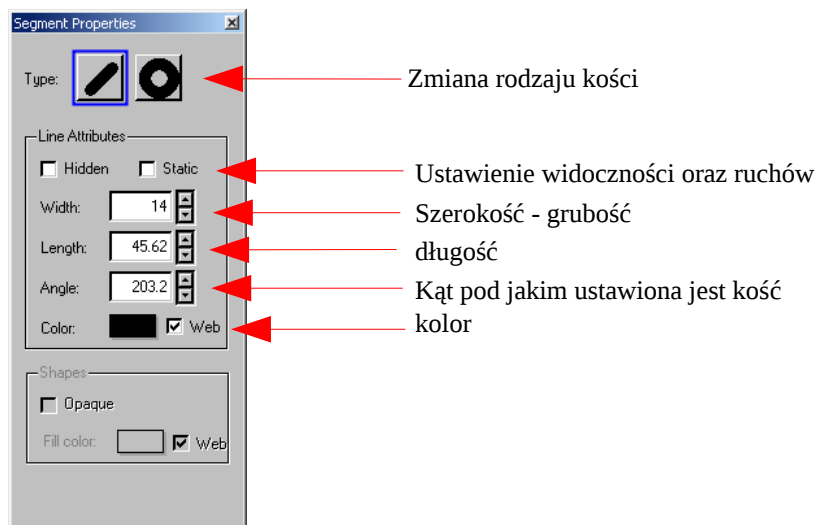 Segment Properties
Type:
Zmiana rodzaju kości
Line Attributes
Hidden Static
Ustawienie widoczności oraz ruchów
Width: 14
Szerokość - grubość
Length: 45.62
długość
Angle: 203.2
Kąt pod jakim ustawiona jest kość
Color: Web
kolor
Shapes
Opaque
Fill color: Web